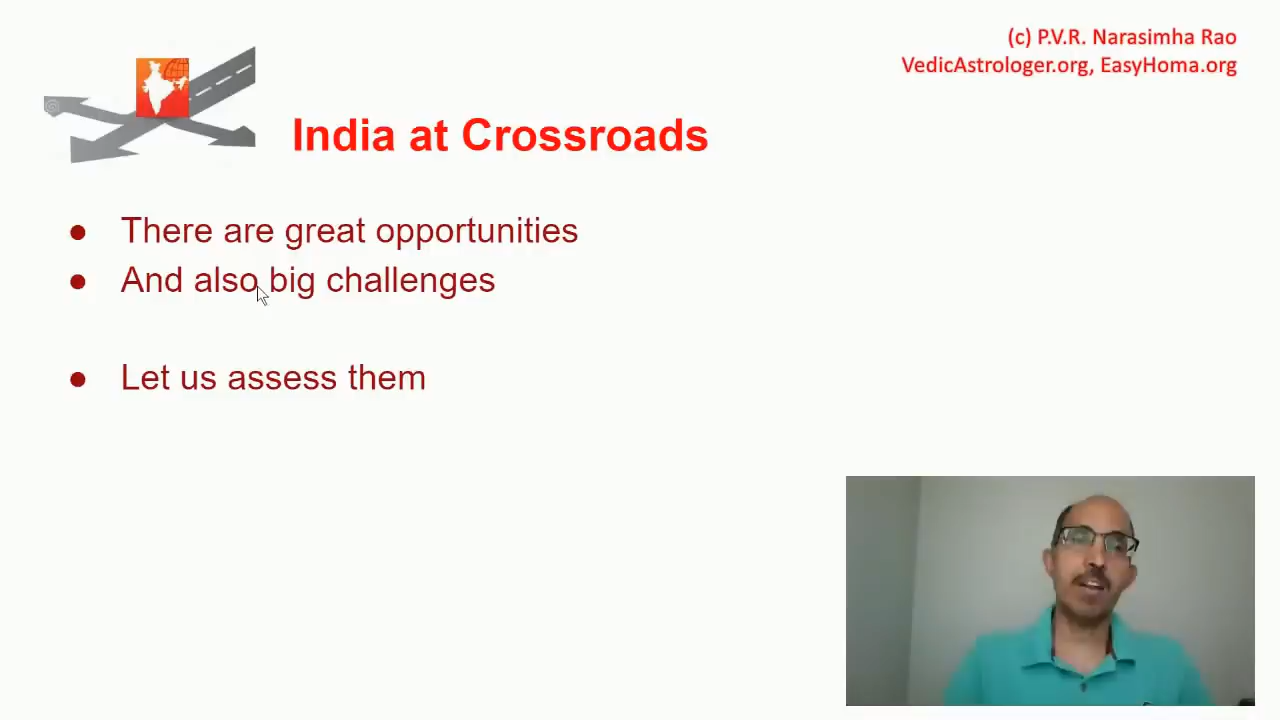 (c) P.V.R. Narasimha Rao
VedicAstrologer.org, EasyHoma.org
India at Crossroads
● There are great opportunities
● And also big challenges
● Let us assess them